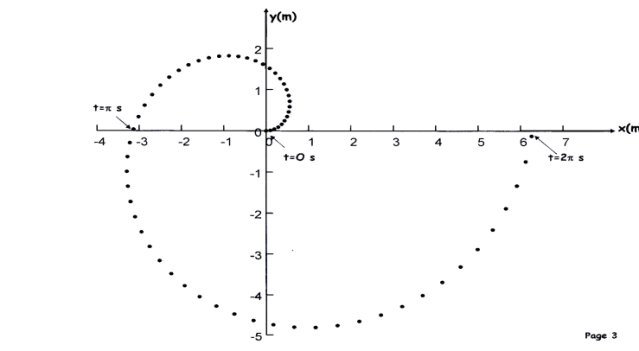 y(m)
2
1
t=π s
-4 -3 -2 -1 0 1 2 3 4 5 6 7
x(m
0
t=0 s
t=2π s
-1
-2
-3
-4
-5
Page 3